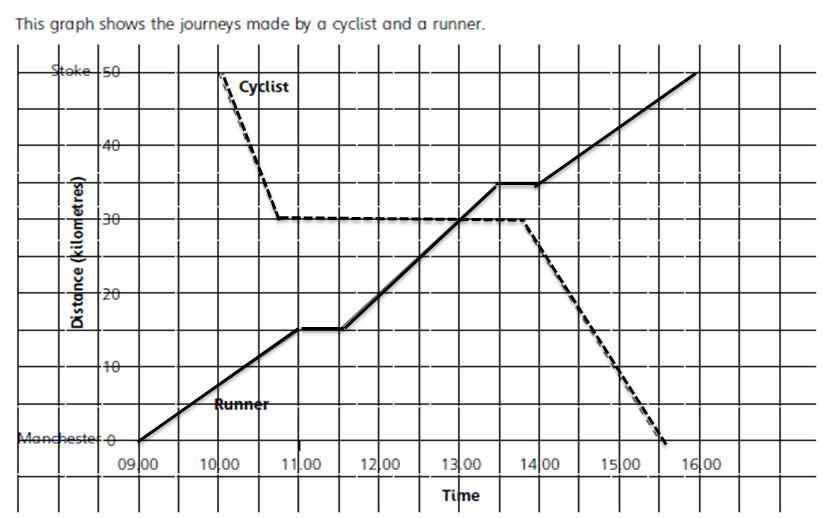 This graph shows the journeys made by a cyclist and a runner.
Stoke 50
Cyclist
40
Distance (kilometres)
30
20
10
Runner
Manchester 0
09.00 10.00 11.00 12.00 13.00 14.00 15.00 16.00
Time